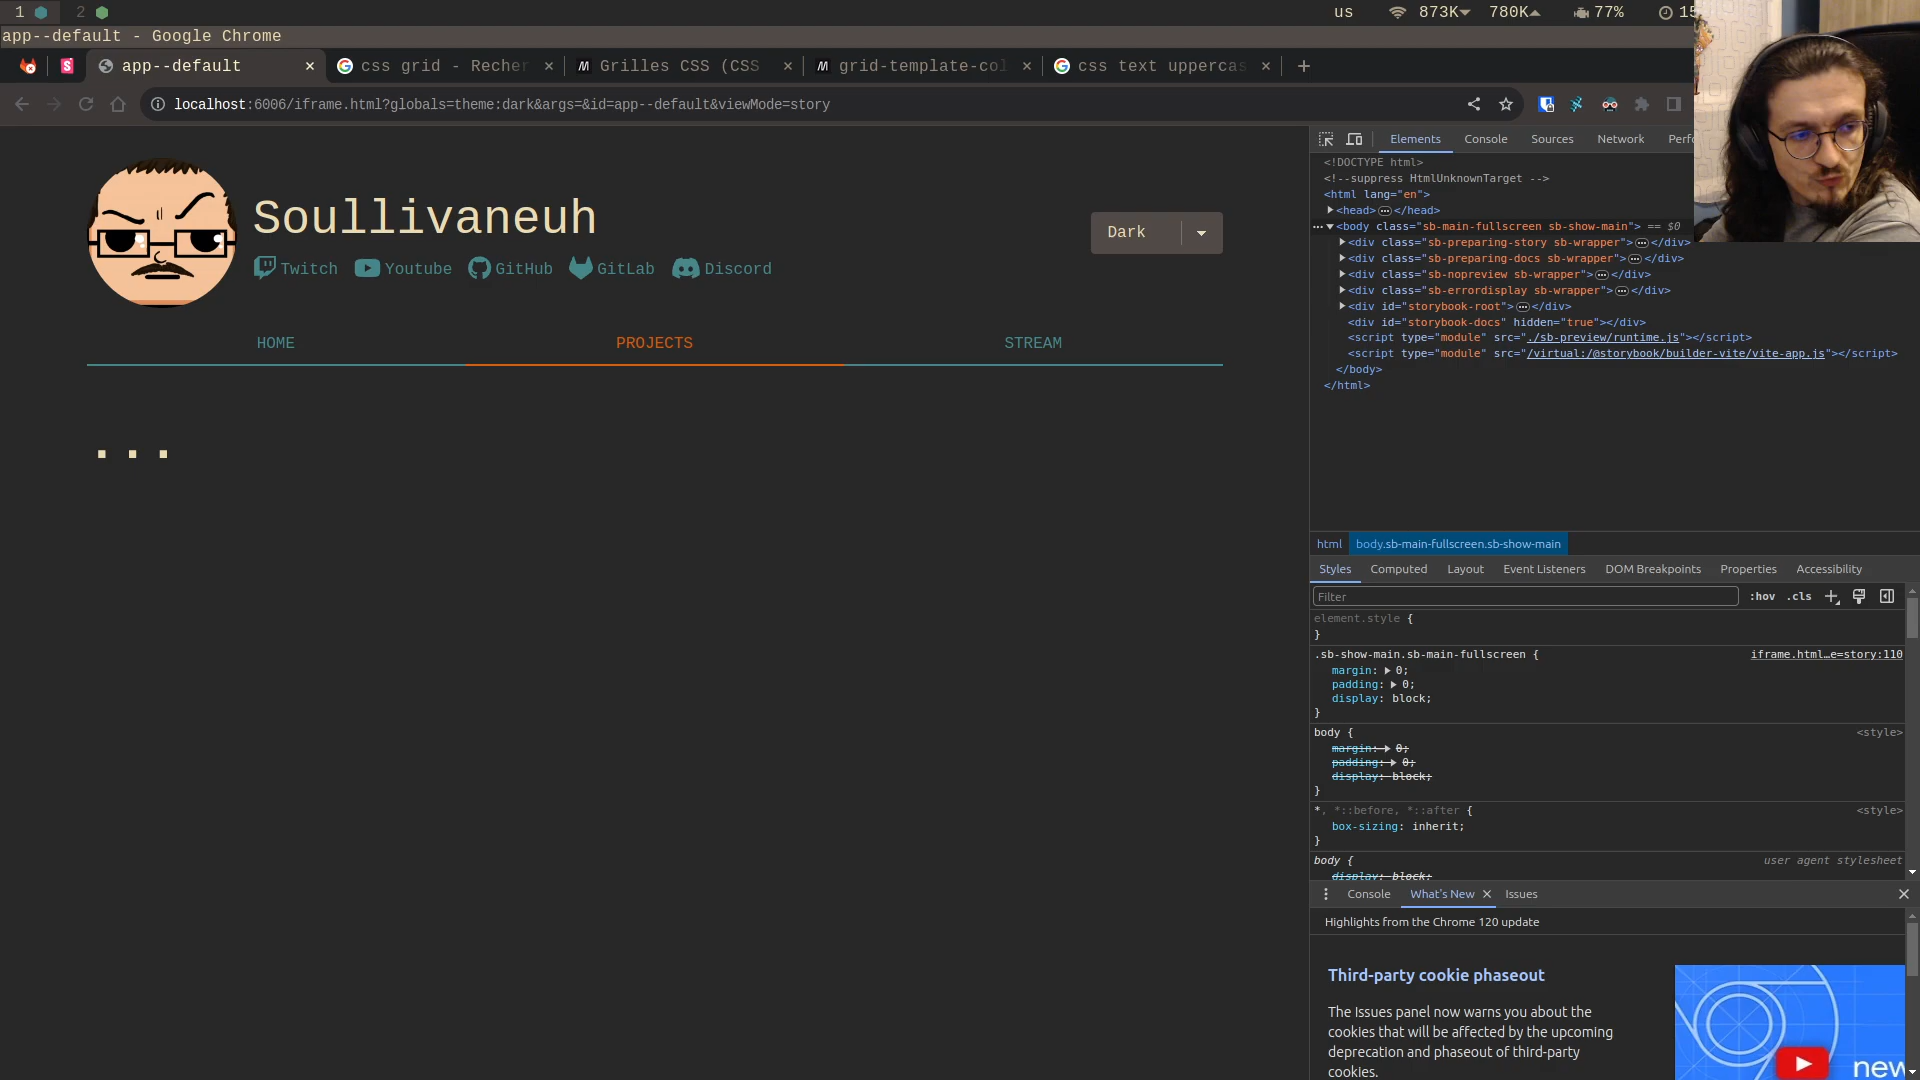 1 2 us 873K 780K 77% 15
app--default - Google Chrome
app--default css grid - Recher Grilles CSS (CSS grid-template-col css text uppercas
localhost:6006/iframe.html?globals=theme:dark&args=&id=app--default&viewMode=story
Soullivaneuh
Dark
Twitch Youtube GitHub GitLab Discord
HOME PROJECTS STREAM
. . .
Elements Console Sources Network Perfo
<!DOCTYPE html>
<!--suppress HtmlUnknownTarget -->
<html lang="en">
<head>…</head>
<body class="sb-main-fullscreen sb-show-main"> == $0
<div class="sb-preparing-story sb-wrapper">…</div>
<div class="sb-preparing-docs sb-wrapper">…</div>
<div class="sb-nopreview sb-wrapper">…</div>
<div class="sb-errordisplay sb-wrapper">…</div>
<div id="storybook-root">…</div>
<div id="storybook-docs" hidden="true"></div>
<script type="module" src="./sb-preview/runtime.js"></script>
<script type="module" src="/virtual:/@storybook/builder-vite/vite-app.js"></script>
</body>
</html>
html body.sb-main-fullscreen.sb-show-main
Styles Computed Layout Event Listeners DOM Breakpoints Properties Accessibility
Filter :hov .cls
element.style {
}
.sb-show-main.sb-main-fullscreen { iframe.html…e=story:110
margin: 0;
padding: 0;
display: block;
}
body { <style>
margin: 0;
padding: 0;
display: block;
}
*, *::before, *::after { <style>
box-sizing: inherit;
}
body { user agent stylesheet
display: block;
Console What's New Issues
Highlights from the Chrome 120 update
Third-party cookie phaseout
The Issues panel now warns you about the
cookies that will be affected by the upcoming
deprecation and phaseout of third-party
cookies.
new